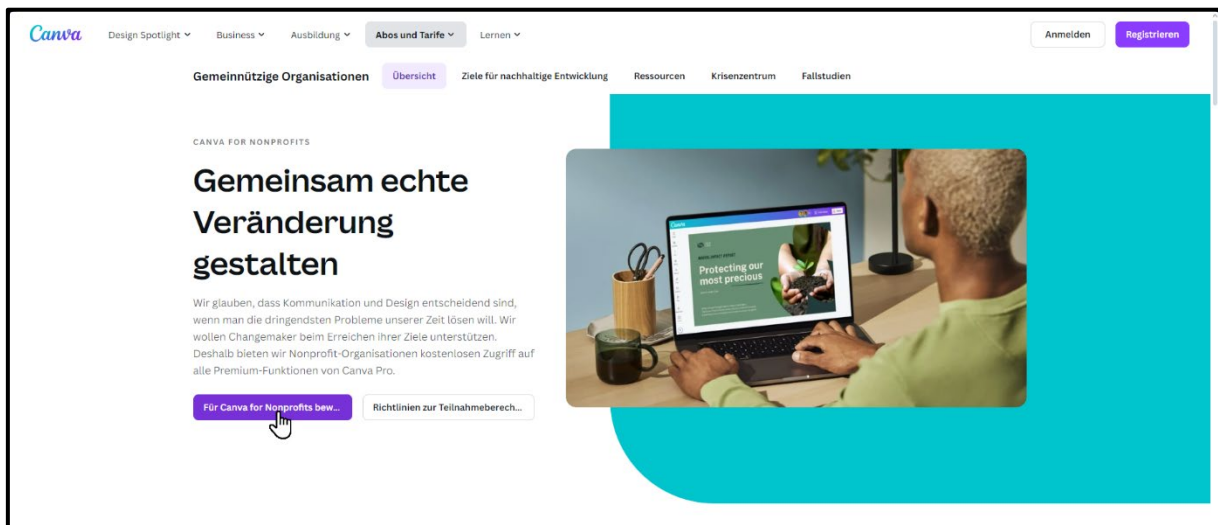 Canva
Design Spotlight
Business
Ausbildung
Abos und Tarife
Lernen
Anmelden
Registrieren
Gemeinnützige Organisationen
Übersicht
Ziele für nachhaltige Entwicklung
Ressourcen
Krisenzentrum
Fallstudien
CANVA FOR NONPROFITS
Gemeinsam echte
Veränderung
gestalten
Wir glauben, dass Kommunikation und Design entscheidend sind,
wenn man die dringendsten Probleme unserer Zeit lösen will. Wir
wollen Changemaker beim Erreichen ihrer Ziele unterstützen.
Deshalb bieten wir Nonprofit-Organisationen kostenlosen Zugriff auf
alle Premium-Funktionen von Canva Pro.
Für Canva for Nonprofits bew...
Richtlinien zur Teilnahmeberech...
Canva
Protecting our
most precious